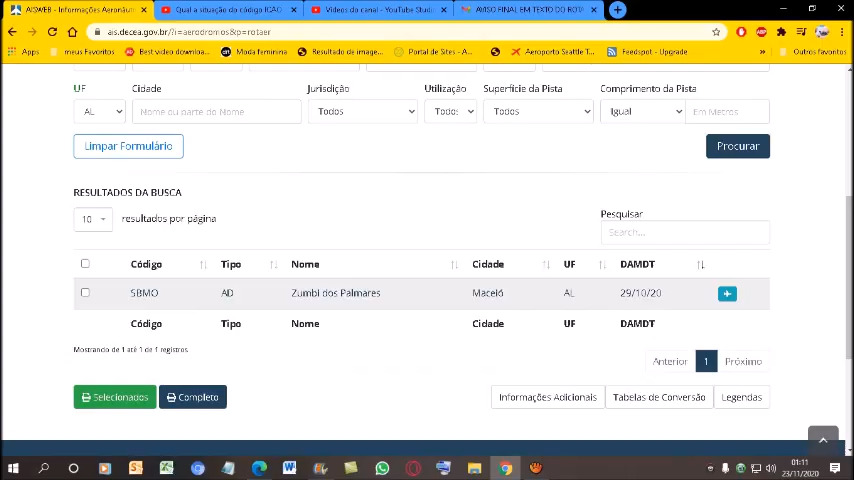 AISWEB - Informações Aeronáut
Qual a situação do código ICAO
Vídeos do canal - YouTube Studi
AVISO FINAL EM TEXTO DO ROT
ais.decea.gov.br/?i=aerodromos&p=rotaer
Apps
meus Favoritos
Best video downloa...
Moda feminina
Resultado de image...
Portal de Sites - A...
Aeroporto Seattle T...
Feedspot - Upgrade
»
Outros favoritos
UF
Cidade
Jurisdição
Utilização
Superfície da Pista
Comprimento da Pista
AL
Nome ou parte do Nome
Todos
Todos
Todos
Igual
Em Metros
Limpar Formulário
Procurar
RESULTADOS DA BUSCA
10
resultados por página
Pesquisar
Search...
Código
Tipo
Nome
Cidade
UF
DAMDT
SBMO
AD
Zumbi dos Palmares
Maceió
AL
29/10/20
Código
Tipo
Nome
Cidade
UF
DAMDT
Mostrando de 1 até 1 de 1 registros
Anterior
1
Próximo
Selecionados
Completo
Informações Adicionais
Tabelas de Conversão
Legendas
01:11
23/11/2020